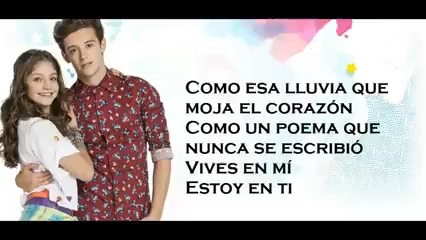 COMO ESA LLUVIA QUE
MOJA EL CORAZÓN
COMO UN POEMA QUE
NUNCA SE ESCRIBIÓ
VIVES EN MÍ
ESTOY EN TI